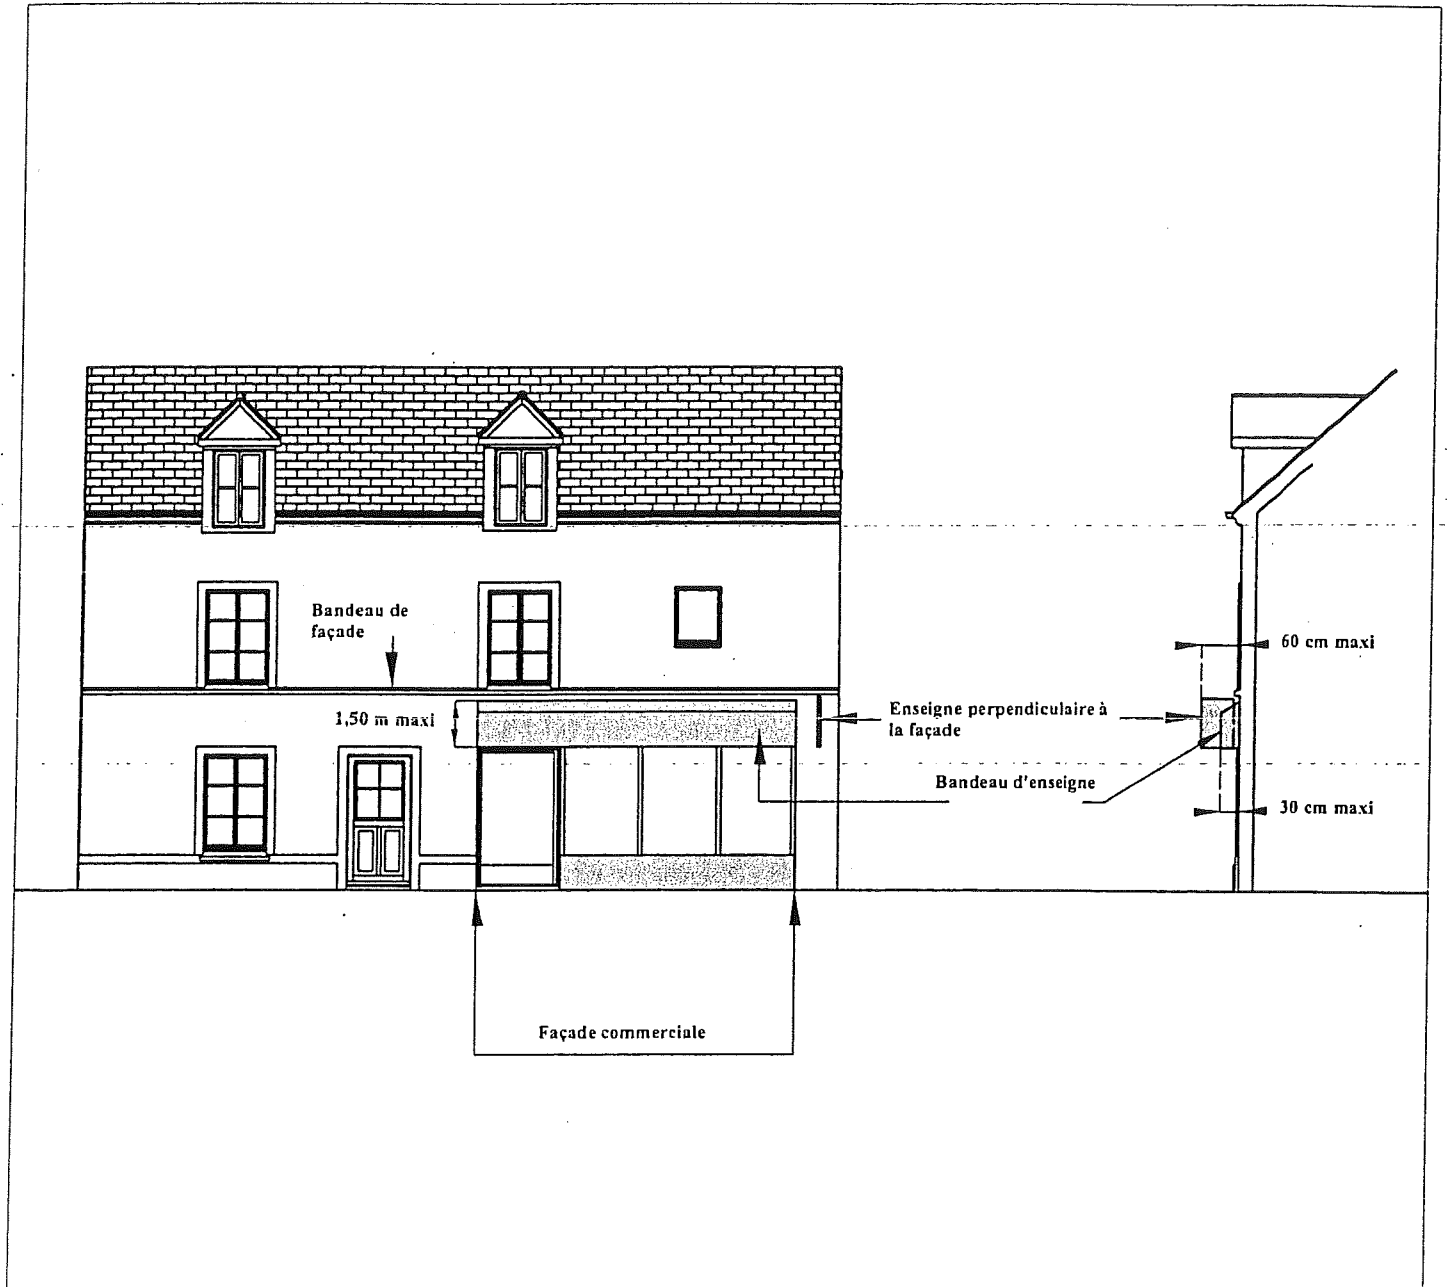 Bandeau de
façade
60 cm maxi
1,50 m maxi
Enseigne perpendiculaire à
la façade
Bandeau d'enseigne
30 cm maxi
Façade commerciale